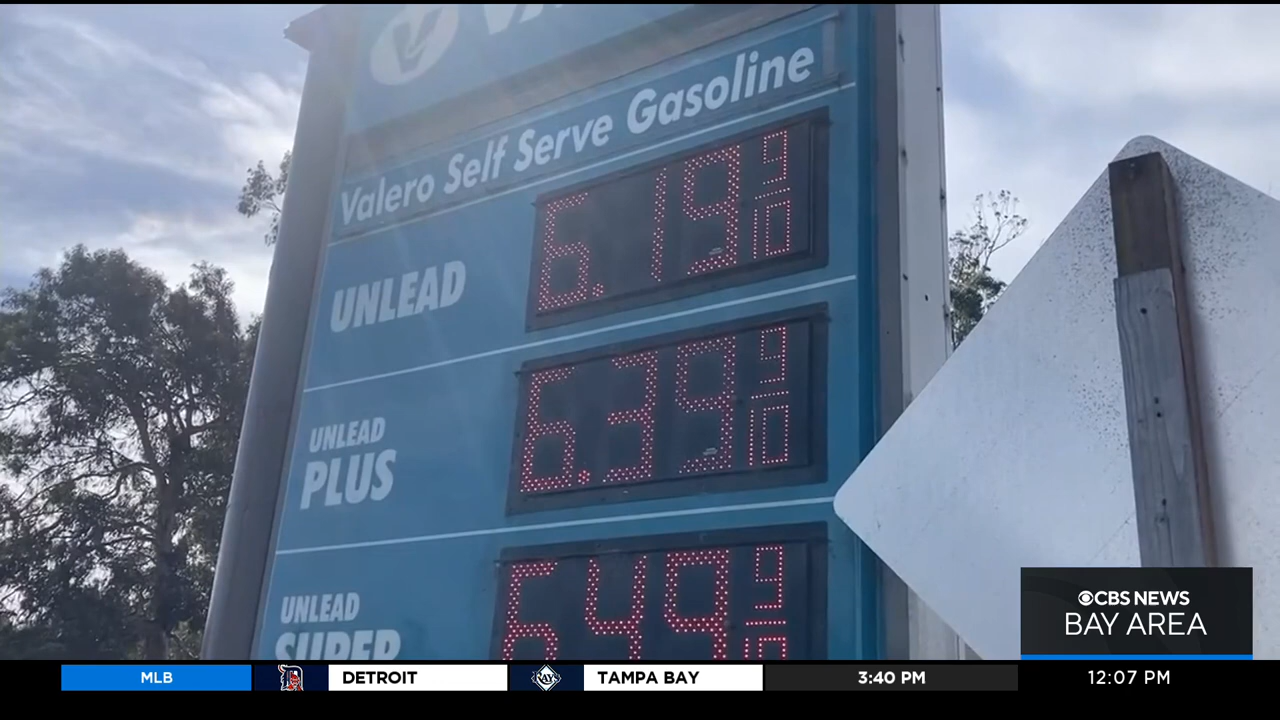 Valero Self Serve Gasoline
UNLEAD
6.19 9/10
UNLEAD
PLUS
6.39 9/10
UNLEAD
SUPER
6.49 9
CBS NEWS
BAY AREA
MLB DETROIT TAMPA BAY 3:40 PM 12:07 PM